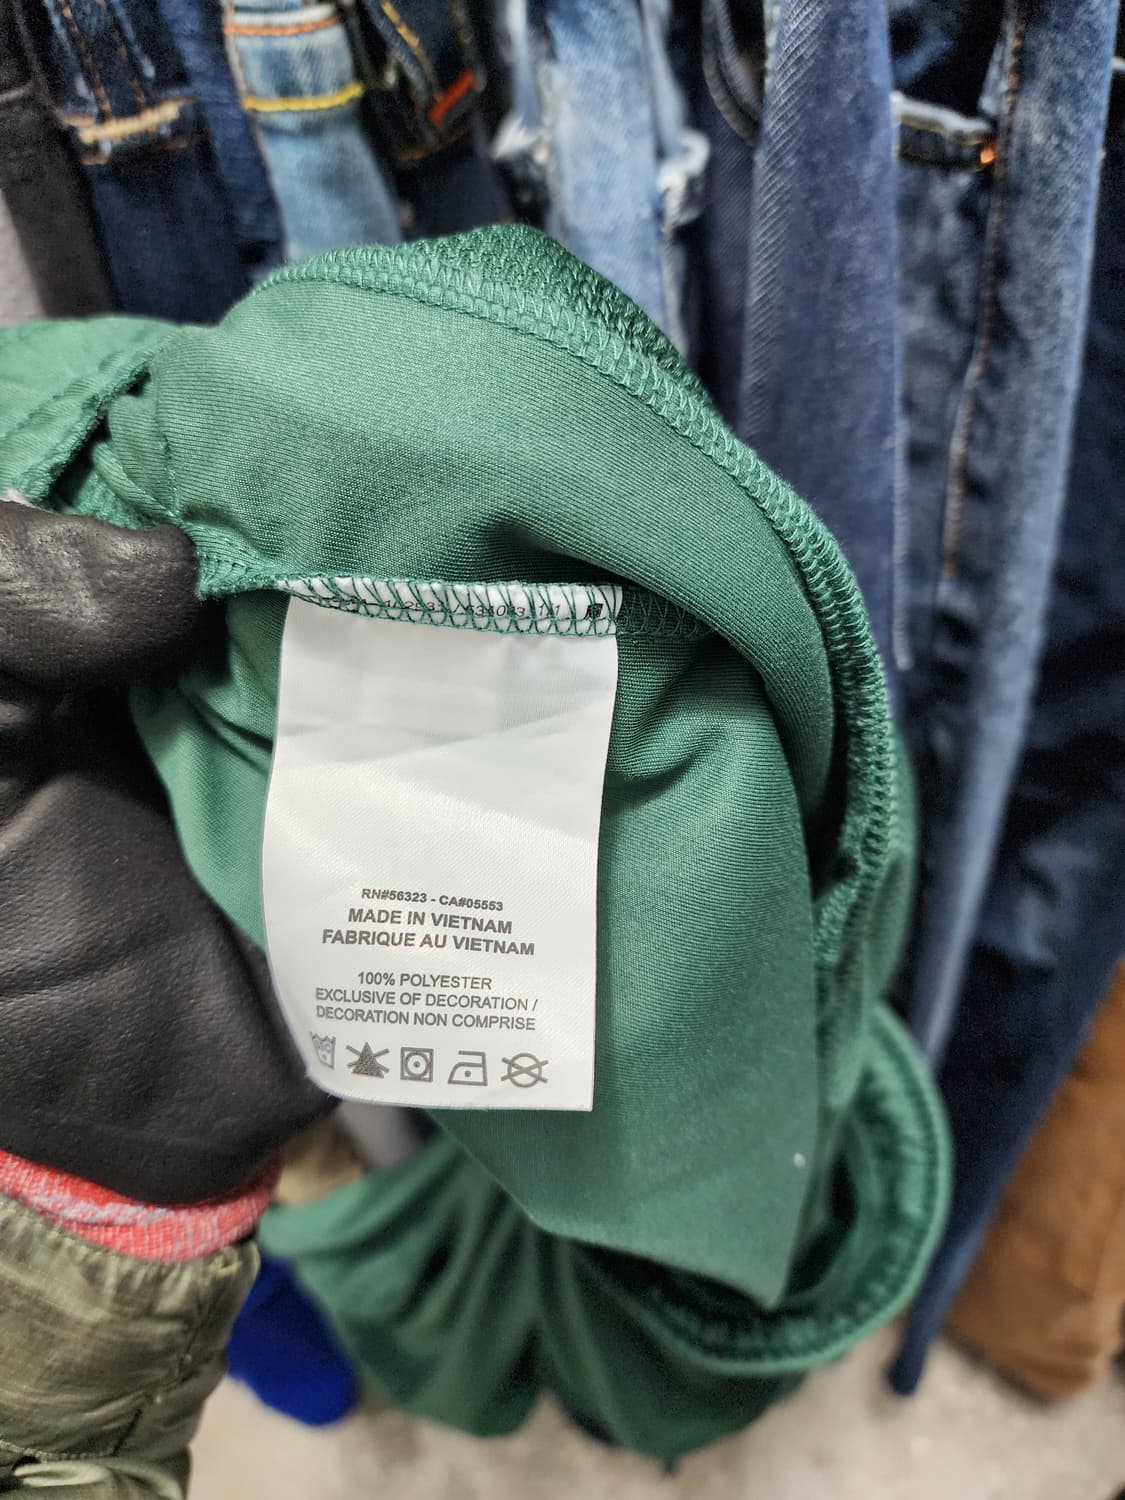 RN#56323 - CA#05553
MADE IN VIETNAM
FABRIQUE AU VIETNAM
100% POLYESTER
EXCLUSIVE OF DECORATION /
DECORATION NON COMPRISE